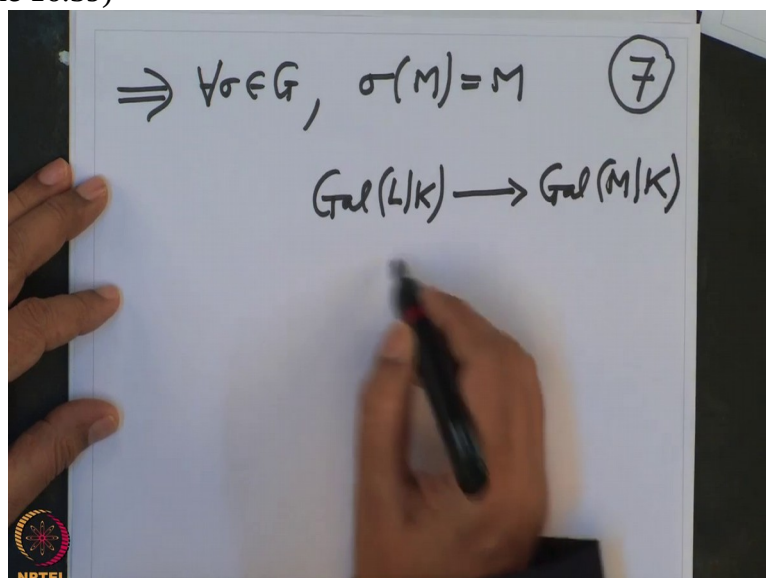 ⟹ ∀σ∈G, σ(M)=M ⑦
Gal(L|K) ⟶ Gal(M|K)
NPTEL